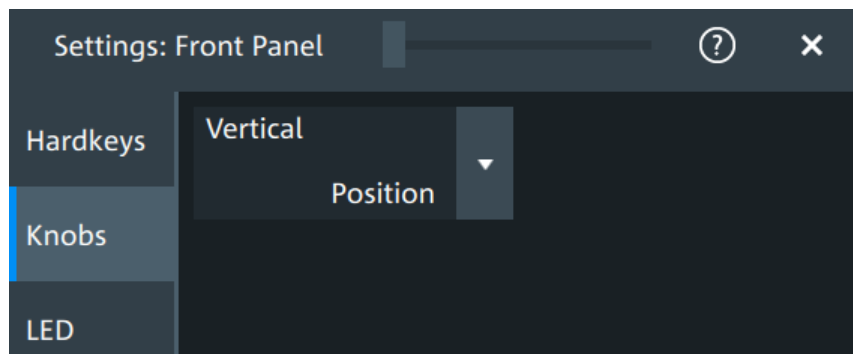 Settings: Front Panel
?
×
Hardkeys
Vertical
Position
Knobs
LED